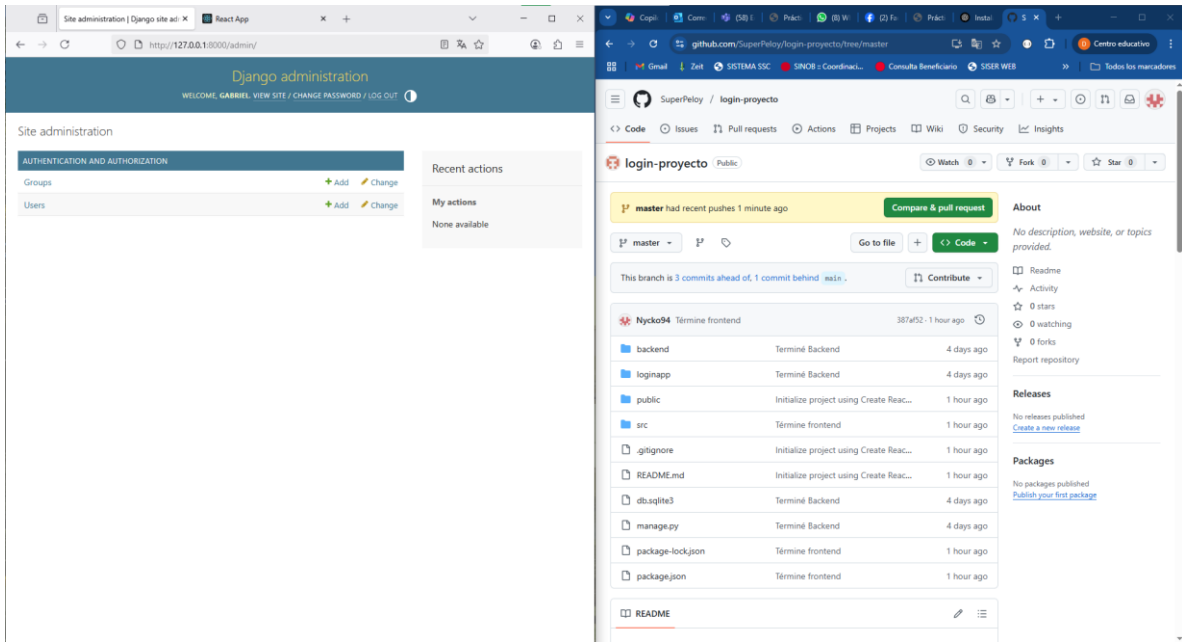 Site administration | Django site adr
React App
http://127.0.0.1:8000/admin/
Django administration
WELCOME, GABRIEL. VIEW SITE / CHANGE PASSWORD / LOG OUT
Site administration
AUTHENTICATION AND AUTHORIZATION
Groups
Add
Change
Users
Add
Change
Recent actions
My actions
None available
Copil
Corre
(58) E
Prácti
(8) W
(2) Fa
Práct
Instal
S
github.com/SuperPeloy/login-proyecto/tree/master
Centro educativo
Gmail
Zeit
SISTEMA SSC
SINOB :: Coordinaci...
Consulta Beneficiario
SISER WEB
Todos los marcadores
SuperPeloy / login-proyecto
Code
Issues
Pull requests
Actions
Projects
Wiki
Security
Insights
login-proyecto Public
Watch 0
Fork 0
Star 0
master had recent pushes 1 minute ago
Compare & pull request
master
Go to file
Code
This branch is 3 commits ahead of, 1 commit behind main .
Contribute
Nycko94 Términe frontend
387af52 · 1 hour ago
backend Terminé Backend 4 days ago
loginapp Terminé Backend 4 days ago
public Initialize project using Create Reac... 1 hour ago
src Términe frontend 1 hour ago
.gitignore Initialize project using Create Reac... 1 hour ago
README.md Initialize project using Create Reac... 1 hour ago
db.sqlite3 Terminé Backend 4 days ago
manage.py Terminé Backend 4 days ago
package-lock.json Términe frontend 1 hour ago
package.json Términe frontend 1 hour ago
README
About
No description, website, or topics
provided.
Readme
Activity
0 stars
0 watching
0 forks
Report repository
Releases
No releases published
Create a new release
Packages
No packages published
Publish your first package